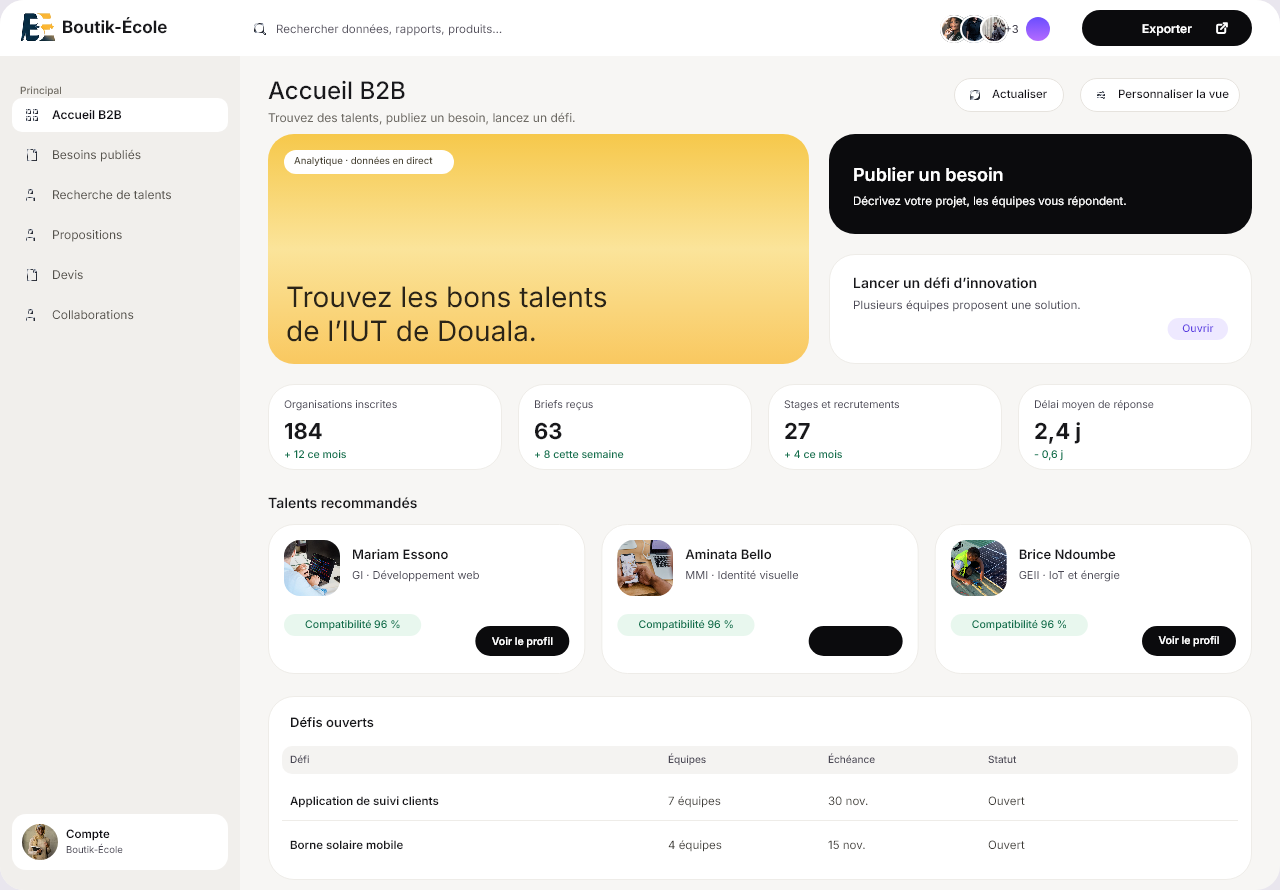 Boutik-École
Rechercher données, rapports, produits...
+3
Exporter
Principal
Accueil B2B
Besoins publiés
Recherche de talents
Propositions
Devis
Collaborations
Compte
Boutik-École
Accueil B2B
Trouvez des talents, publiez un besoin, lancez un défi.
Actualiser
Personnaliser la vue
Analytique · données en direct
Trouvez les bons talents
de l’IUT de Douala.
Publier un besoin
Décrivez votre projet, les équipes vous répondent.
Lancer un défi d’innovation
Plusieurs équipes proposent une solution.
Ouvrir
Organisations inscrites
184
+ 12 ce mois
Briefs reçus
63
+ 8 cette semaine
Stages et recrutements
27
+ 4 ce mois
Délai moyen de réponse
2,4 j
- 0,6 j
Talents recommandés
Mariam Essono
GI · Développement web
Compatibilité 96 %
Voir le profil
Aminata Bello
MMI · Identité visuelle
Compatibilité 96 %
Brice Ndoumbe
GEII · IoT et énergie
Compatibilité 96 %
Voir le profil
Défis ouverts
Défi Équipes Échéance Statut
Application de suivi clients 7 équipes 30 nov. Ouvert
Borne solaire mobile 4 équipes 15 nov. Ouvert